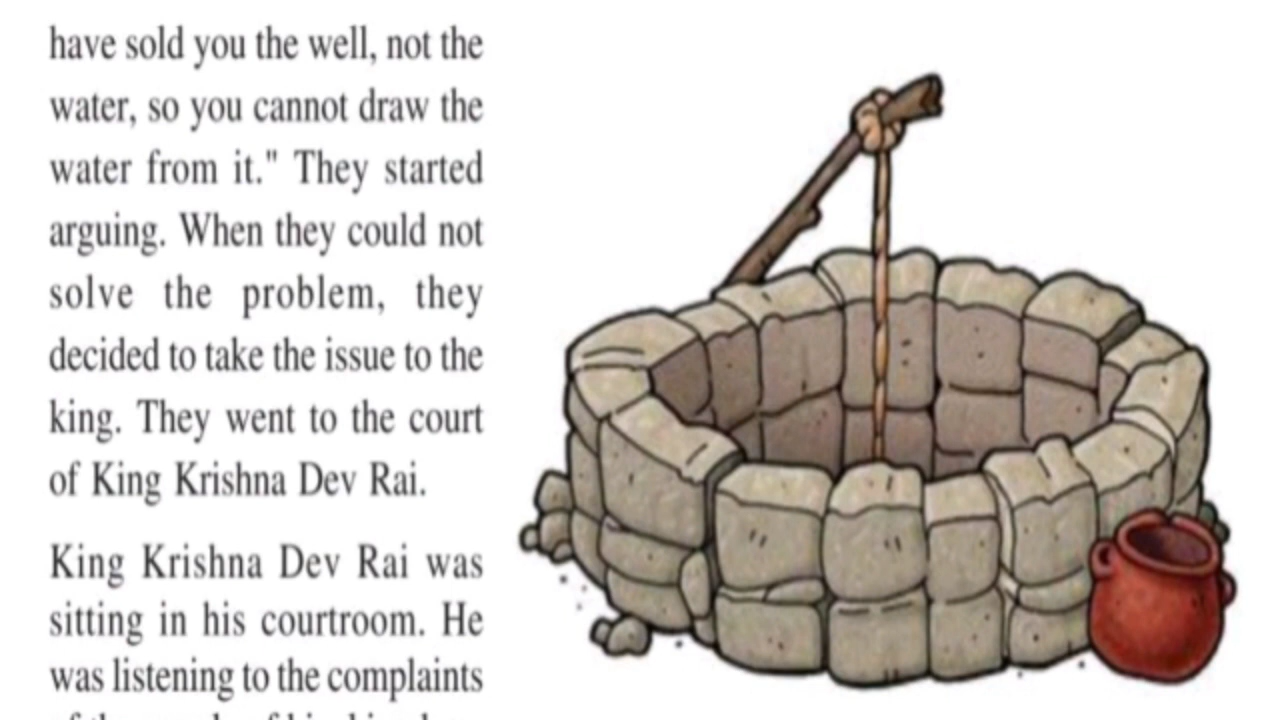 have sold you the well, not the
water, so you cannot draw the
water from it." They started
arguing. When they could not
solve the problem, they
decided to take the issue to the
king. They went to the court
of King Krishna Dev Rai.
King Krishna Dev Rai was
sitting in his courtroom. He
was listening to the complaints